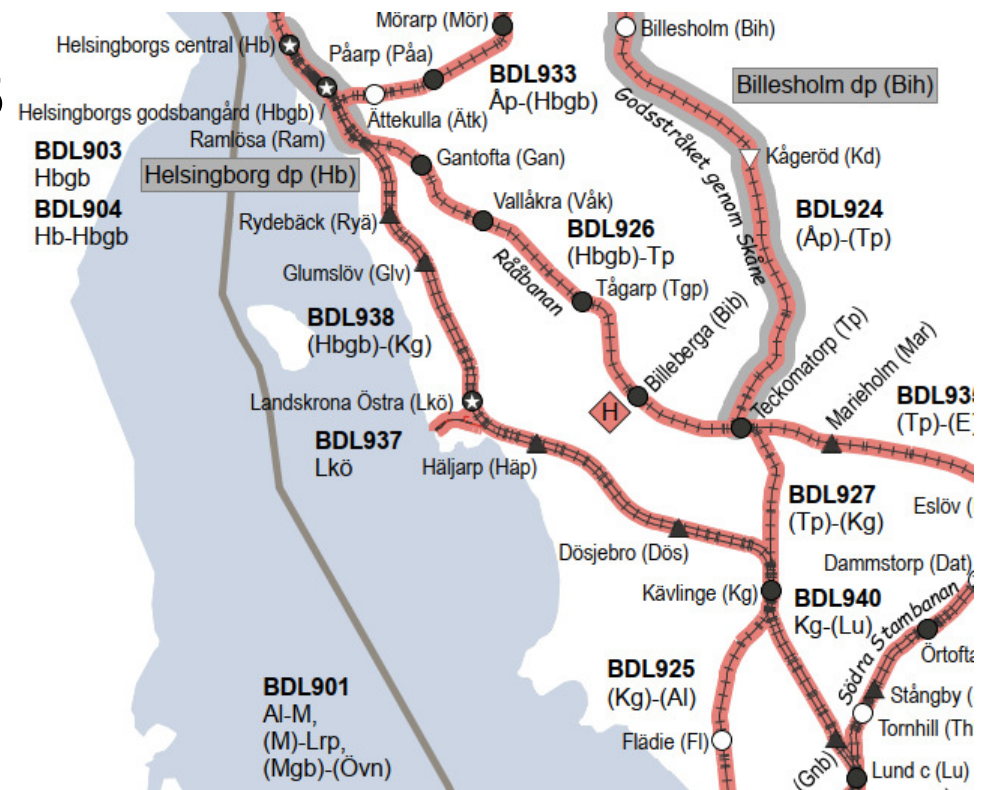 Mörarp (Mör)
Billesholm (Bih)
Helsingborgs central (Hb)
Påarp (Påa)
BDL933
Åp-(Hbgb)
Billesholm dp (Bih)
Helsingborgs godsbangård (Hbgb) /
Ramlösa (Ram)
Ättekulla (Ätk)
Godsstråket genom Skåne
BDL903
Hbgb
BDL904
Hb-Hbgb
Helsingborg dp (Hb)
Gantofta (Gan)
Kågeröd (Kd)
Vallåkra (Våk)
BDL924
(Åp)-(Tp)
Rydebäck (Ryä)
BDL926
(Hbgb)-Tp
Rååbanan
Glumslöv (Glv)
Tågarp (Tgp)
BDL938
(Hbgb)-(Kg)
Billeberga (Bib)
Teckomatorp (Tp)
Marieholm (Mar)
Landskrona Östra (Lkö)
H
BDL935
(Tp)-(E)
BDL937
Lkö
Häljarp (Häp)
BDL927
(Tp)-(Kg)
Eslöv (
Dösjebro (Dös)
Dammstorp (Dat)
Kävlinge (Kg)
BDL940
Kg-(Lu)
Södra Stambanan
Örtofta
BDL925
(Kg)-(Al)
BDL901
Al-M,
(M)-Lrp,
(Mgb)-(Övn)
Stångby (
Tornhill (Th
Flädie (Fl)
(Gnb)
Lund c (Lu)